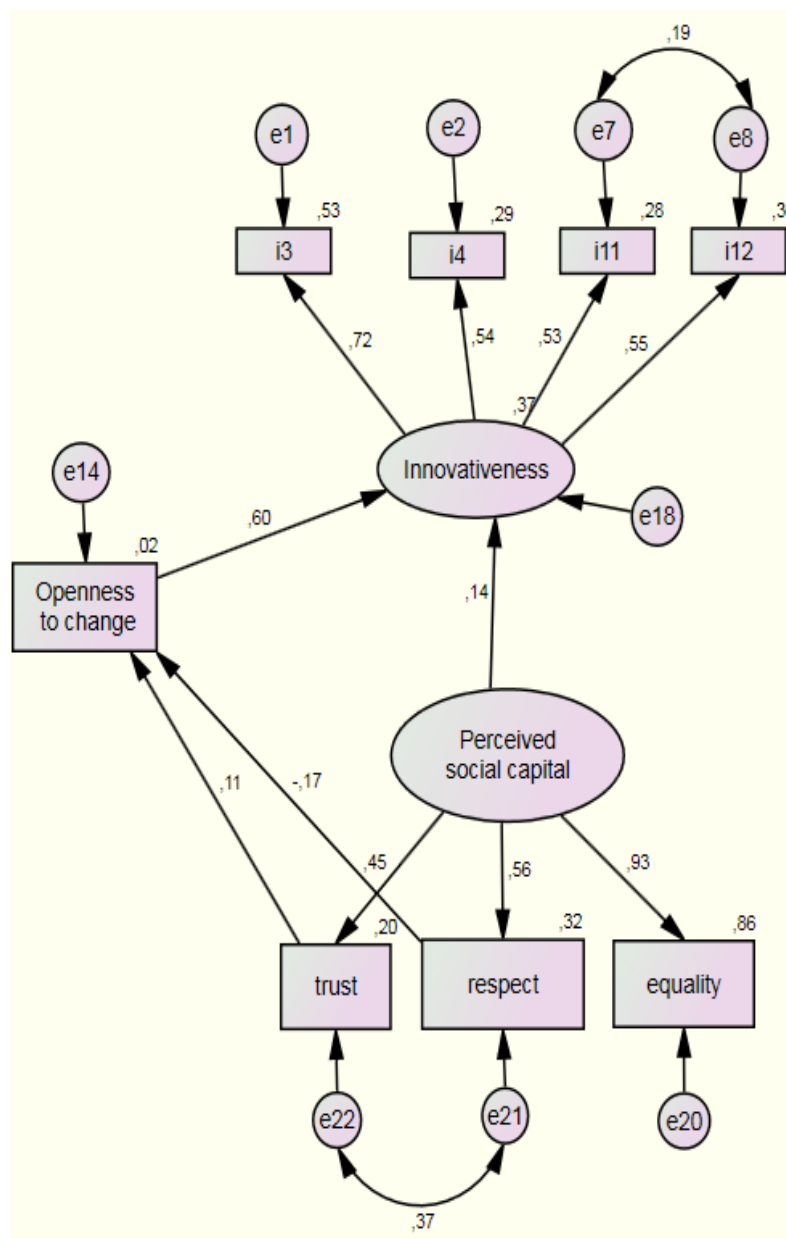 ,19
e1
e2
e7
e8
,53
,29
,28
,3
i3
i4
i11
i12
,72
,54
,53
,55
,37
Innovativeness
e14
e18
,60
,02
Openness
to change
,14
Perceived
social capital
,11
-,17
,45
,56
,93
,20
,32
,86
trust
respect
equality
e22
e21
e20
,37